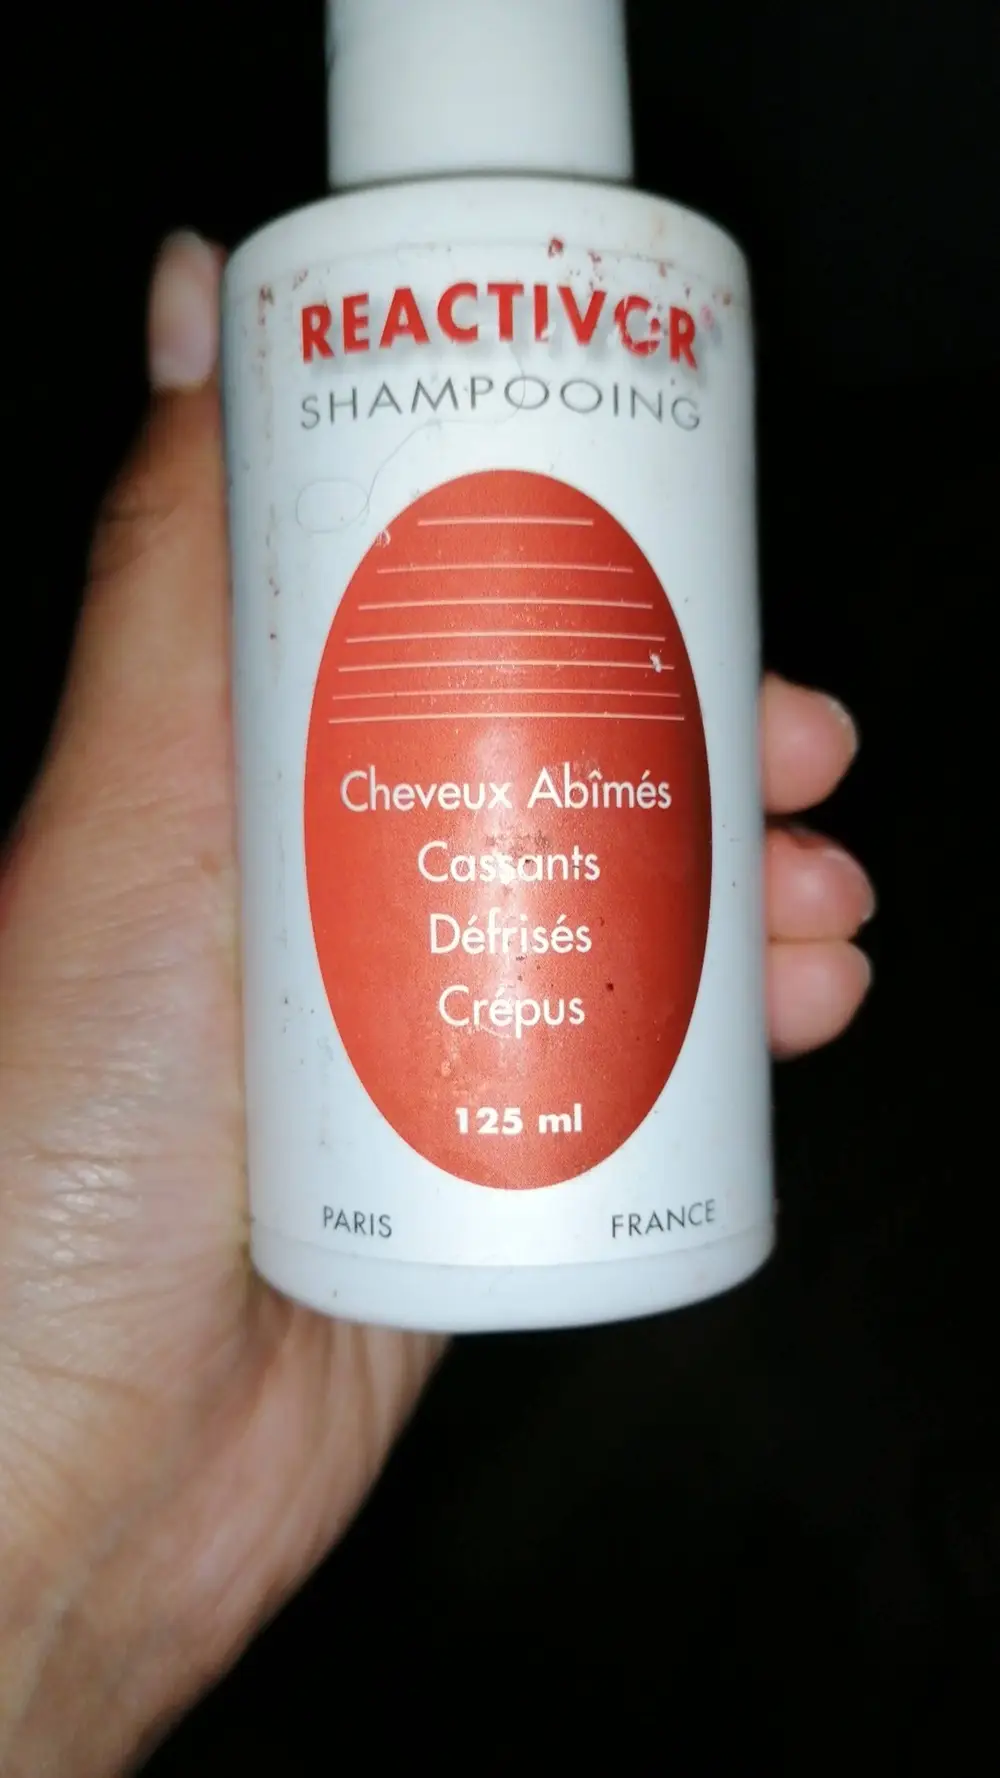 REACTIVOR
SHAMPOOING
Cheveux Abîmés
Cassants
Défrisés
Crépus
125 ml
PARIS FRANCE